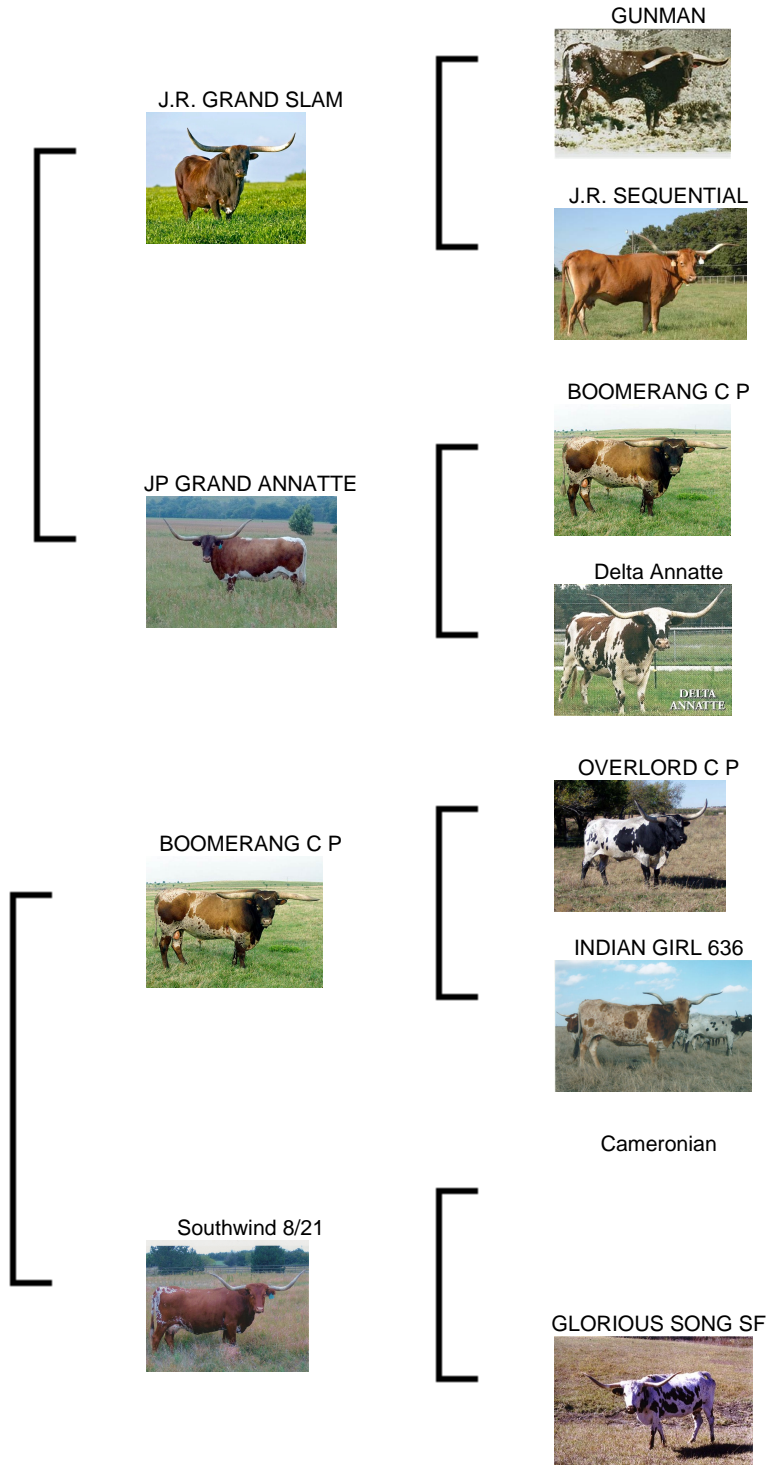 GUNMAN
J.R. GRAND SLAM
J.R. SEQUENTIAL
BOOMERANG C P
JP GRAND ANNATTE
Delta Annatte
DELTA
ANNATTE
OVERLORD C P
BOOMERANG C P
INDIAN GIRL 636
Cameronian
Southwind 8/21
GLORIOUS SONG SF